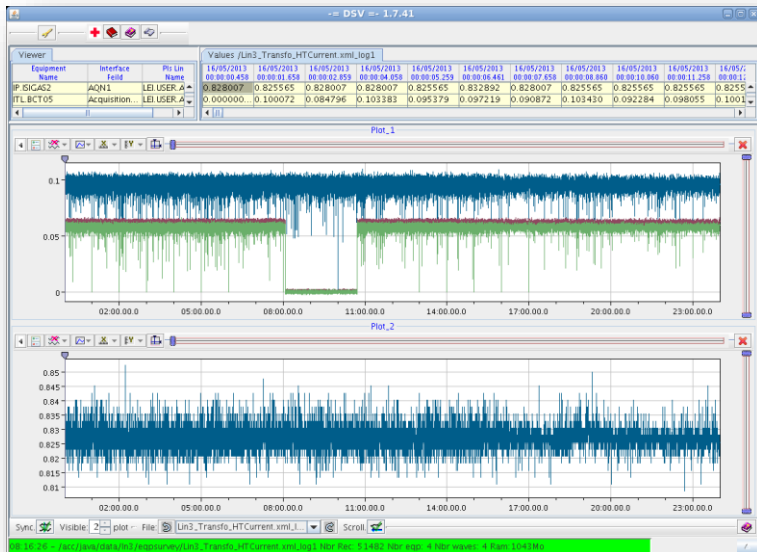 -= DSV =- 1.7.41
Viewer
Values /Lin3_Transfo_HTCurrent.xml_log1
Equipment Name Interface Feild Pls Lin Name
16/05/2013 16/05/2013 16/05/2013 16/05/2013 16/05/2013 16/05/2013 16/05/2013 16/05/2013 16/05/2013 16/05/2013
00:00:00.458 00:00:01.658 00:00:02.859 00:00:04.058 00:00:05.259 00:00:06.461 00:00:07.658 00:00:08.860 00:00:10.060 00:00:11.258
IP.ISIGAS2 AQN1 LEI.USER.A
0.828007 0.825565 0.828007 0.828007 0.825565 0.832892 0.828007 0.825565 0.828007 0.825565
ITL.BCT05 Acquisition... LEI.USER.A
0.000000... 0.100072 0.084796 0.103383 0.095379 0.097219 0.090872 0.103430 0.092284 0.098055
Plot_1
0.1
0.05
0
02:00:00.0 05:00:00.0 08:00:00.0 11:00:00.0 14:00:00.0 17:00:00.0 20:00:00.0 23:00:00.0
Plot_2
0.85
0.845
0.84
0.835
0.83
0.825
0.82
0.815
0.81
02:00:00.0 05:00:00.0 08:00:00.0 11:00:00.0 14:00:00.0 17:00:00.0 20:00:00.0 23:00:00.0
Sync. Visible: 2 plot - File: Lin3_Transfo_HTCurrent.xml_l... Scroll:
08:16:26 - /acc/java/data/ln3/eqpsurvey/Lin3_Transfo_HTCurrent.xml_log1 Nbr Rec: 51482 Nbr eqp: 4 Nbr waves: 4 Ram: 1043Mo